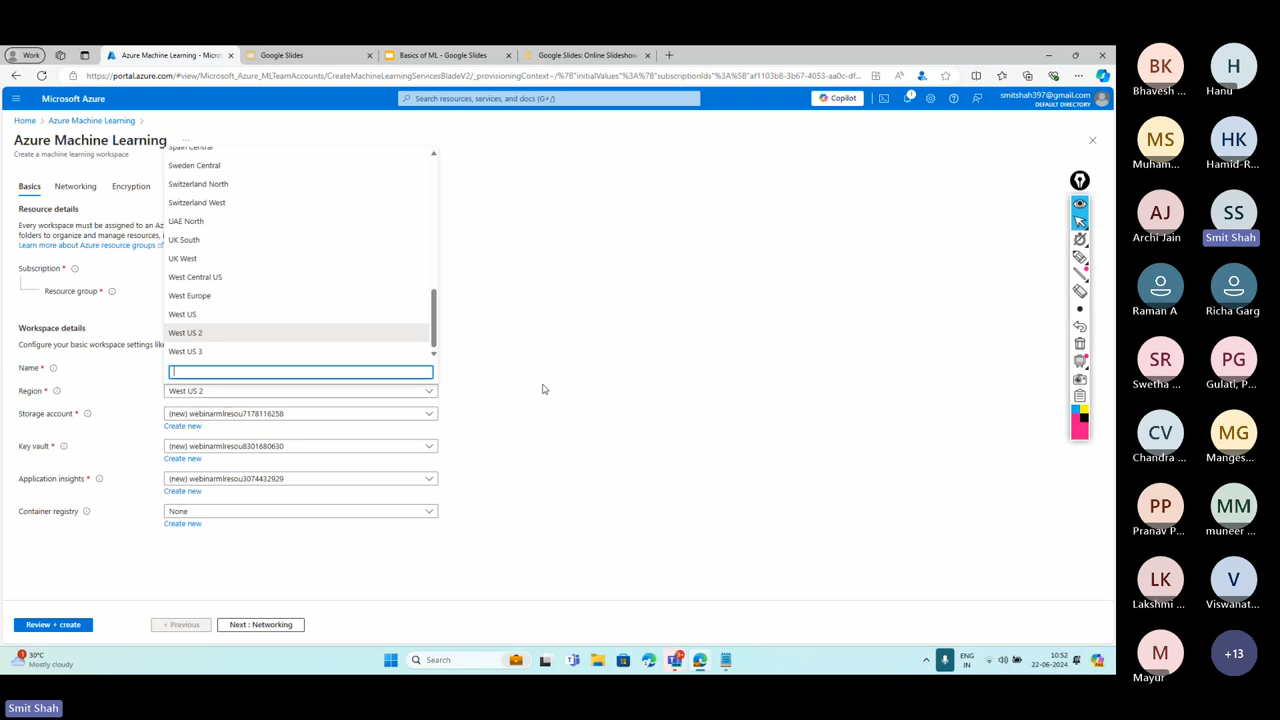 Work
Azure Machine Learning - Micros
Google Slides
Basics of ML - Google Slides
Google Slides: Online Slideshow
https://portal.azure.com/#view/Microsoft_Azure_MLTeamAccounts/CreateMachineLearningServicesBladeV2/_provisioningContext~/%7B"initialValues"%3A%7B"subscriptionIds"%3A%5B"af1103b8-3b67-4053-aa0c-df...
Microsoft Azure
Search resources, services, and docs (G+/)
Copilot
1
smitshah397@gmail.com
DEFAULT DIRECTORY
Home > Azure Machine Learning >
Azure Machine Learning ...
Create a machine learning workspace
Basics
Networking
Encryption
Resource details
Every workspace must be assigned to an Az
folders to organize and manage resources, i
Learn more about Azure resource groups
Subscription *
Resource group *
Workspace details
Configure your basic workspace settings like
Name *
Region *
Storage account *
Key vault *
Application insights *
Container registry
Spain Central
Sweden Central
Switzerland North
Switzerland West
UAE North
UK South
UK West
West Central US
West Europe
West US
West US 2
West US 3
West US 2
(new) webinarmlresou7178116258
Create new
(new) webinarmlresou8301680630
Create new
(new) webinarmlresou3074432929
Create new
None
Create new
Review + create
< Previous
Next : Networking
30°C
Mostly cloudy
1
Search
9+
ENG
IN
10:52
22-06-2024
BK
Bhavesh ...
H
Hanu
MS
Muham...
HK
Hamid-R...
AJ
Archi Jain
SS
Smit Shah
Raman A
Richa Garg
SR
Swetha ...
PG
Gulati, P...
CV
Chandra ...
MG
Manges...
PP
Pranav P...
MM
muneer ...
LK
Lakshmi ...
V
Viswanat...
M
Mayur
+13
Smit Shah